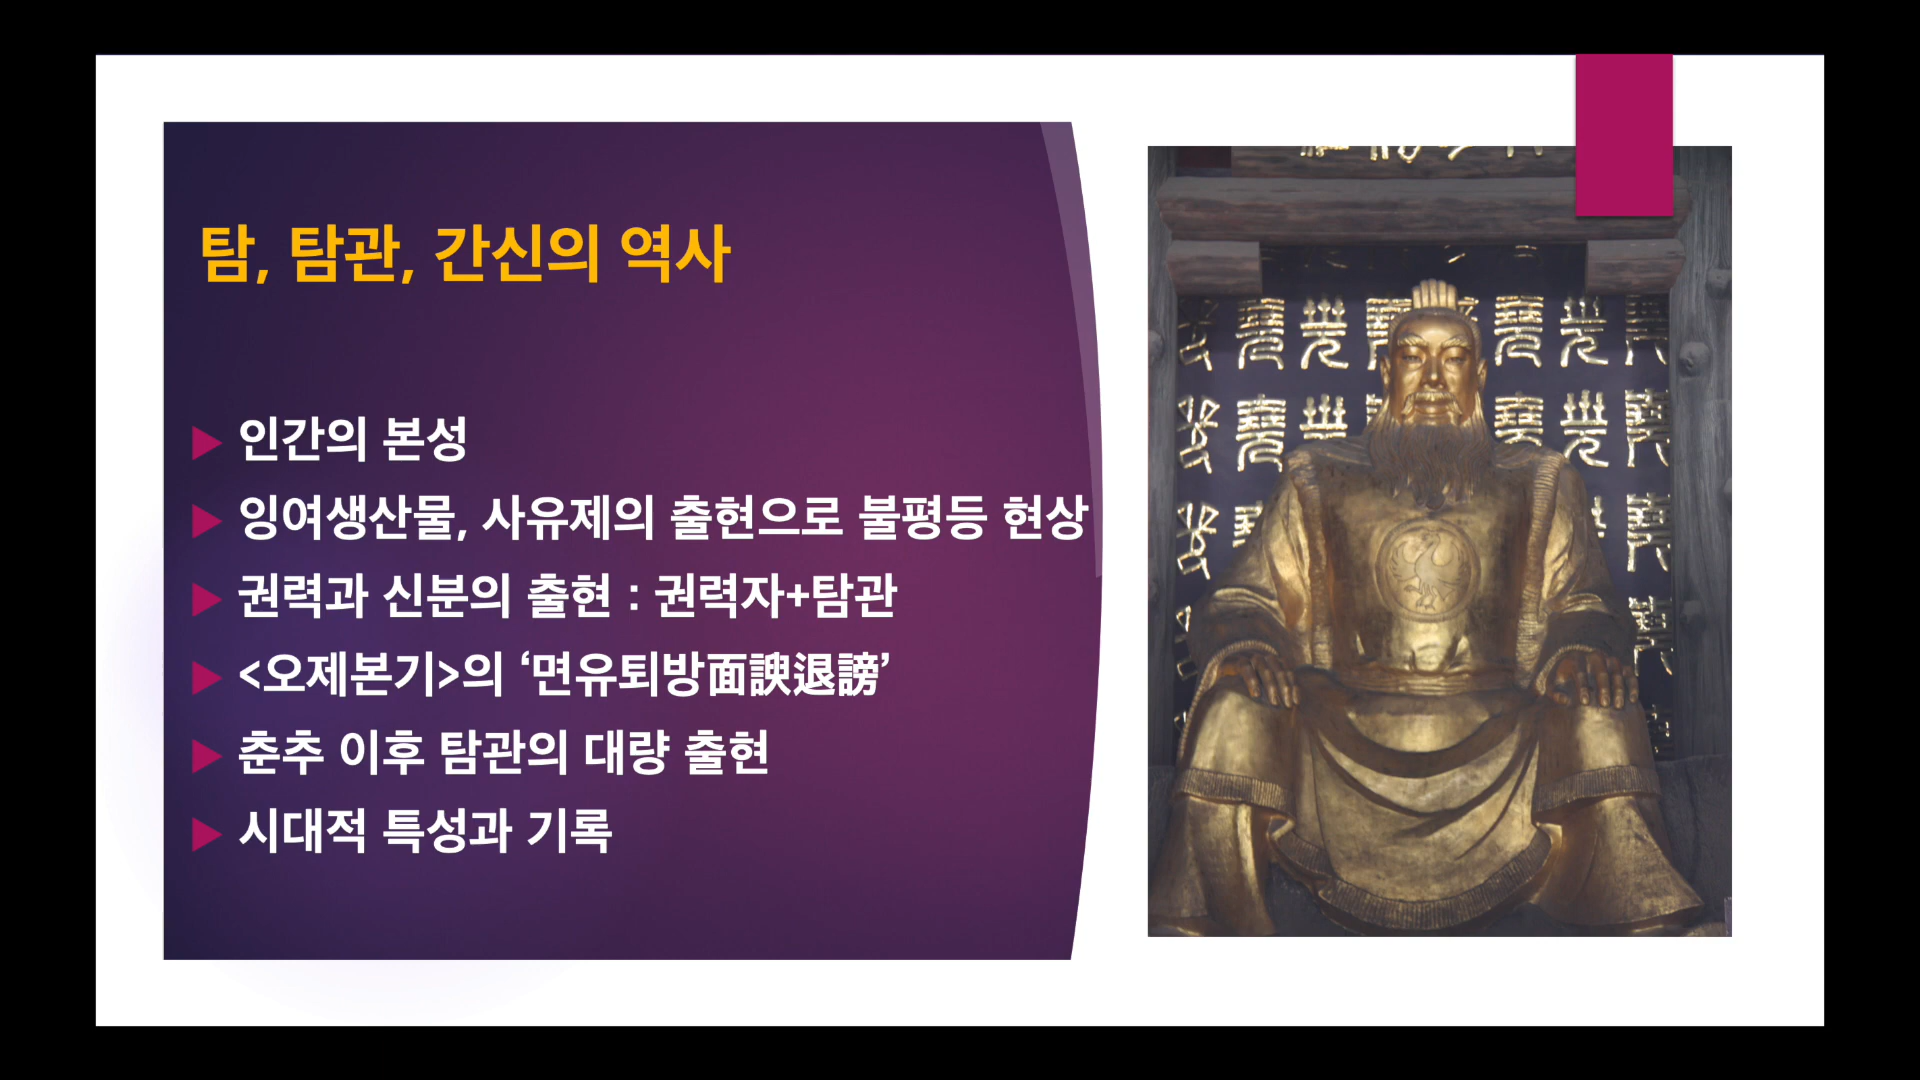 탐, 탐관, 간신의 역사
인간의 본성
잉여생산물, 사유제의 출현으로 불평등 현상
권력과 신분의 출현 : 권력자+탐관
<오제본기>의 ‘면유퇴방面諛退謗’
춘추 이후 탐관의 대량 출현
시대적 특성과 기록